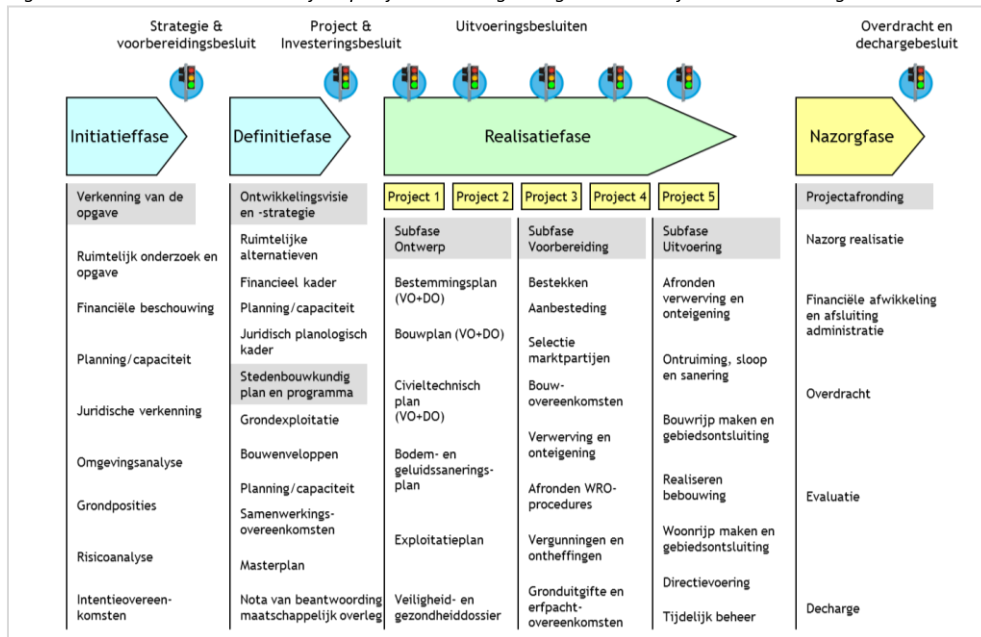 Strategie &
voorbereidingsbesluit
Project &
Investeringsbesluit
Uitvoeringsbesluiten
Overdracht en
dechargebesluit
Initiatieffase
Definitiefase
Realisatiefase
Nazorgfase
Verkenning van de
opgave
Ruimtelijk onderzoek en
opgave
Financiële beschouwing
Planning/capaciteit
Juridische verkenning
Omgevingsanalyse
Grondposities
Risicoanalyse
Intentieovereen-
komsten
Ontwikkelingsvisie
en -strategie
Ruimtelijke
alternatieven
Financieel kader
Planning/capaciteit
Juridisch planologisch
kader
Stedenbouwkundig
plan en programma
Grondexploitatie
Bouwenveloppen
Planning/capaciteit
Samenwerkings-
overeenkomsten
Masterplan
Nota van beantwoording
maatschappelijk overleg
Project 1
Project 2
Project 3
Project 4
Project 5
Subfase
Ontwerp
Bestemmingsplan
(VO+DO)
Bouwplan (VO+DO)
Civieltechnisch
plan
(VO+DO)
Bodem- en
geluidssanerings-
plan
Exploitatieplan
Veiligheid- en
gezondheiddossier
Subfase
Voorbereiding
Bestekken
Aanbesteding
Selectie
marktpartijen
Bouw-
overeenkomsten
Verwerving en
onteigening
Afronden WRO-
procedures
Vergunningen en
ontheffingen
Gronduitgifte en
erfpacht-
overeenkomsten
Subfase
Uitvoering
Afronden
verwerving en
onteigening
Ontruiming, sloop
en sanering
Bouwrijp maken en
gebiedsontsluiting
Realiseren
bebouwing
Woonrijp maken en
gebiedsontsluiting
Directievoering
Tijdelijk beheer
Projectafronding
Nazorg realisatie
Financiële afwikkeling
en afsluiting
administratie
Overdracht
Evaluatie
Decharge